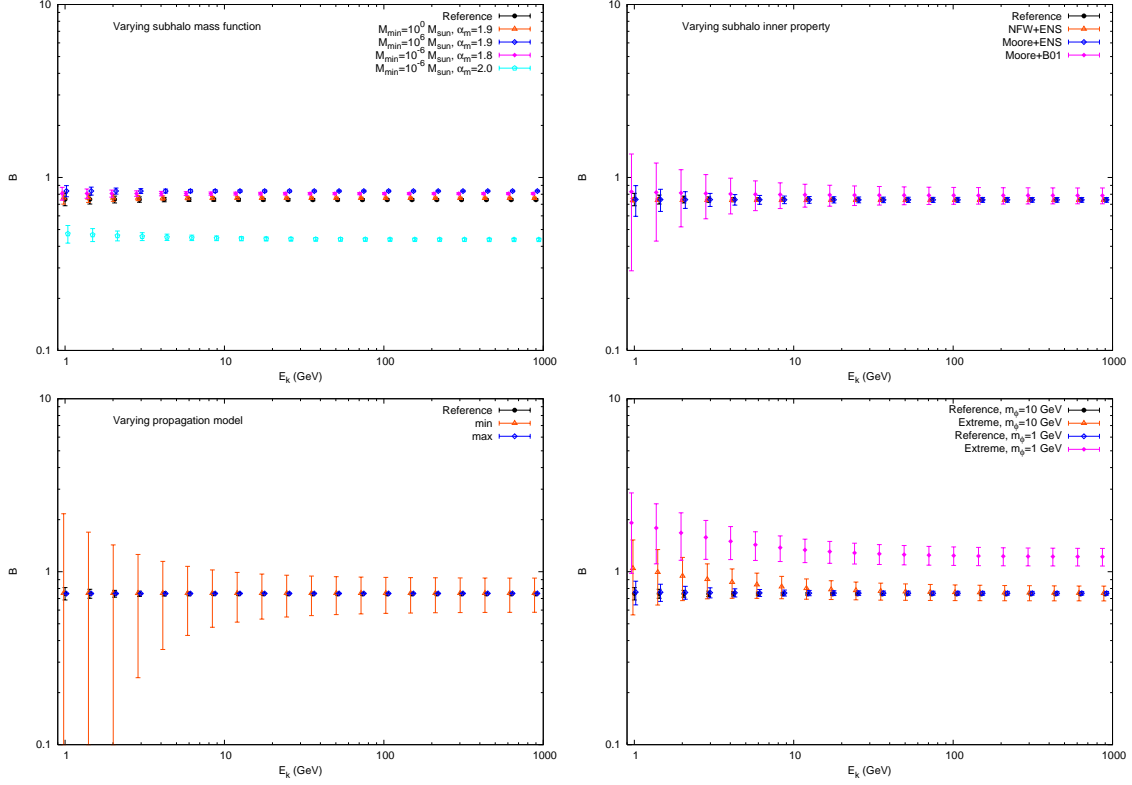 Varying subhalo mass function
Reference
M_min=10^0 M_sun, α_m=1.9
M_min=10^6 M_sun, α_m=1.9
M_min=10^-6 M_sun, α_m=1.8
M_min=10^-6 M_sun, α_m=2.0
10
1
0.1
B
1
10
100
1000
E_k (GeV)
Varying subhalo inner property
Reference
NFW+ENS
Moore+ENS
Moore+B01
10
1
0.1
B
1
10
100
1000
E_k (GeV)
Varying propagation model
Reference
min
max
10
1
0.1
B
1
10
100
1000
E_k (GeV)
Reference, m_ϕ=10 GeV
Extreme, m_ϕ=10 GeV
Reference, m_ϕ=1 GeV
Extreme, m_ϕ=1 GeV
10
1
0.1
B
1
10
100
1000
E_k (GeV)